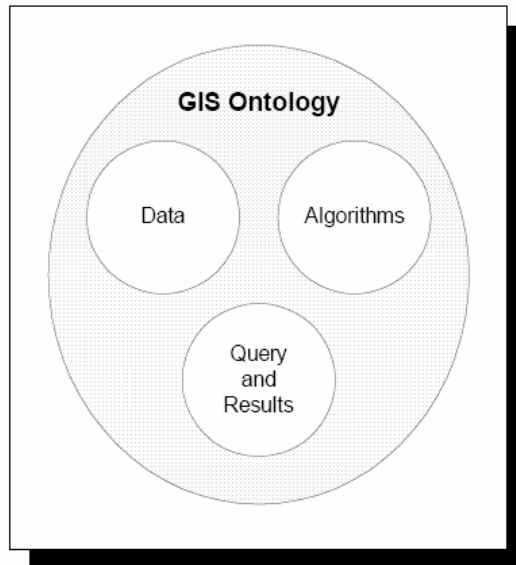 GIS Ontology
Data
Algorithms
Query
and
Results